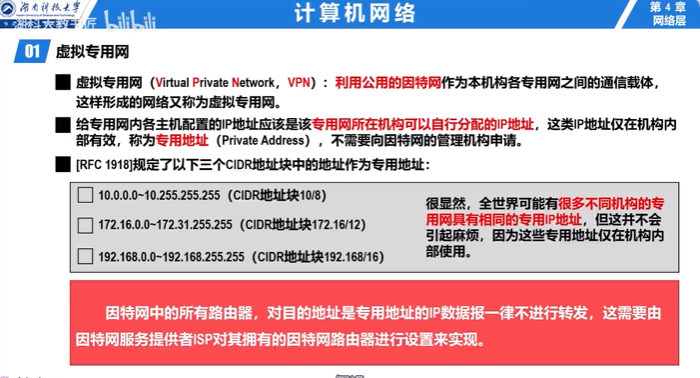 湖南科技大学
Hunan University of Science and Technology
bilibili
计算机网络
第 4 章
网络层
01 虚拟专用网
虚拟专用网（Virtual Private Network，VPN）：利用公用的因特网作为本机构各专用网之间的通信载体，
这样形成的网络又称为虚拟专用网。
给专用网内各主机配置的IP地址应该是该专用网所在机构可以自行分配的IP地址，这类IP地址仅在机构内
部有效，称为专用地址（Private Address），不需要向因特网的管理机构申请。
[RFC 1918]规定了以下三个CIDR地址块中的地址作为专用地址：
10.0.0.0~10.255.255.255（CIDR地址块10/8）
172.16.0.0~172.31.255.255（CIDR地址块172.16/12）
192.168.0.0~192.168.255.255（CIDR地址块192.168/16）
很显然，全世界可能有很多不同机构的专
用网具有相同的专用IP地址，但这并不会
引起麻烦，因为这些专用地址仅在机构内
部使用。
因特网中的所有路由器，对目的地址是专用地址的IP数据报一律不进行转发，这需要由
因特网服务提供者ISP对其拥有的因特网路由器进行设置来实现。